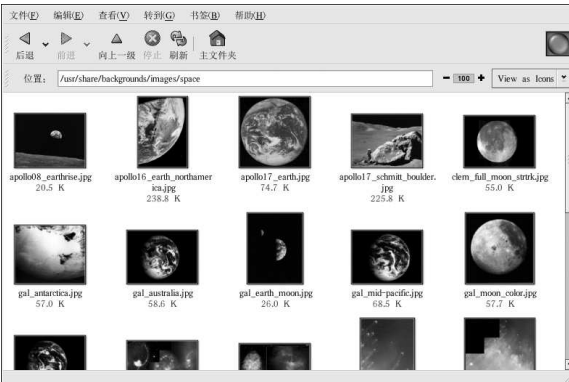 文件(F) 编辑(E) 查看(V) 转到(G) 书签(B) 帮助(H)
后退 前进 向上一级 停止 刷新 主文件夹
位置: /usr/share/backgrounds/images/space 100 View as Icons
apollo08_earthrise.jpg apollo16_earth_northamer apollo17_earth.jpg apollo17_schmitt_boulder. clem_full_moon_strtrk.jpg
20.5 K ica.jpg 74.7 K jpg 55.0 K
238.8 K 225.8 K
gal_antarctica.jpg gal_australia.jpg gal_earth_moon.jpg gal_mid-pacific.jpg gal_moon_color.jpg
57.0 K 58.6 K 26.0 K 68.5 K 57.7 K